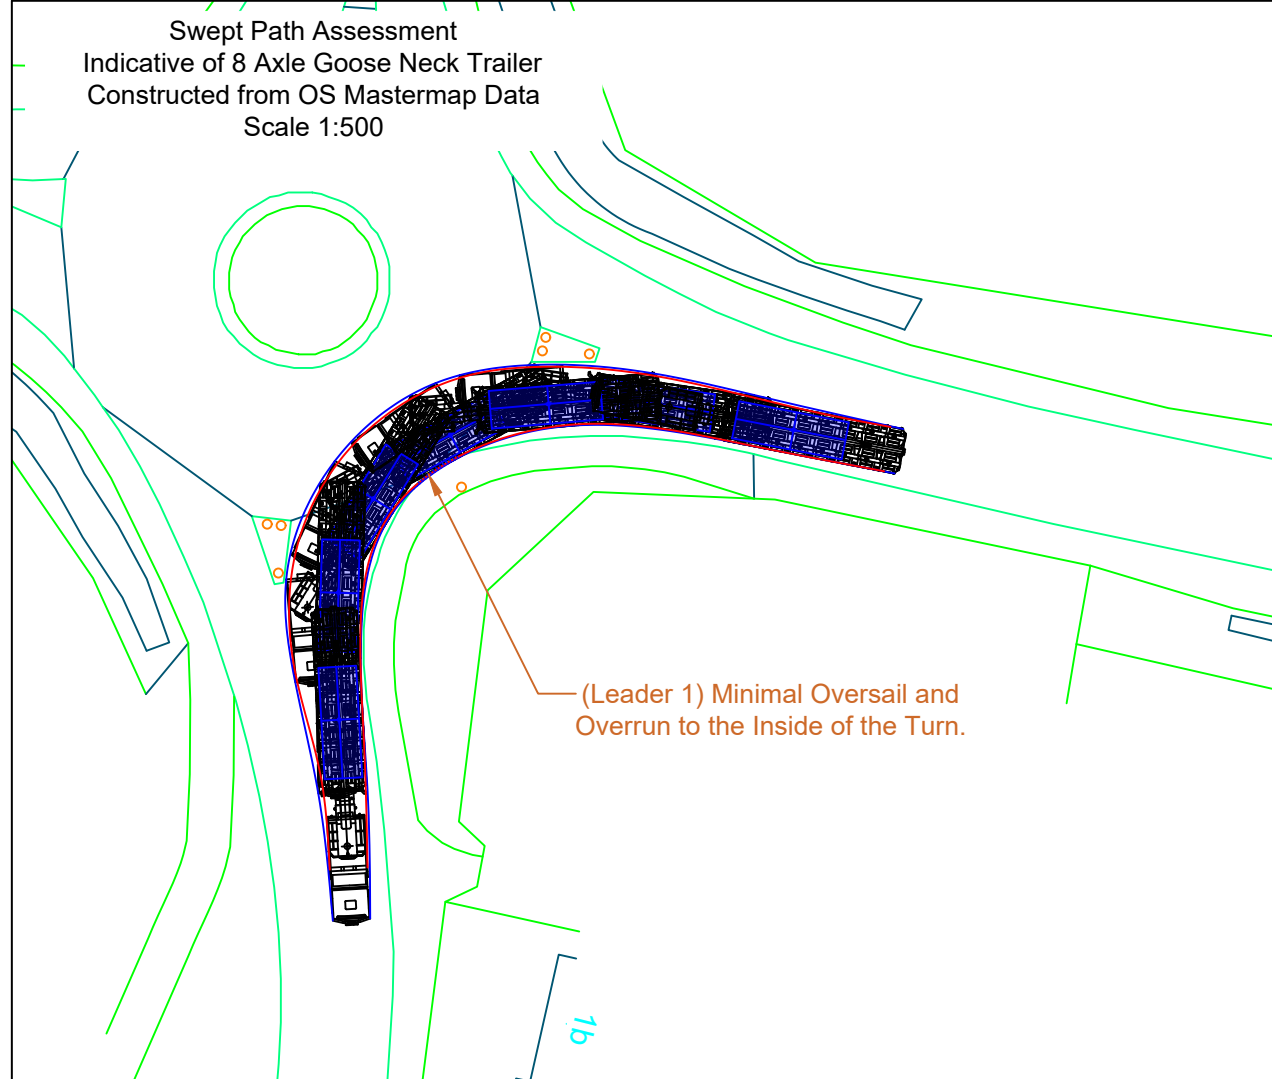 Swept Path Assessment
Indicative of 8 Axle Goose Neck Trailer
Constructed from OS Mastermap Data
Scale 1:500
(Leader 1) Minimal Oversail and
Overrun to the Inside of the Turn.
1b